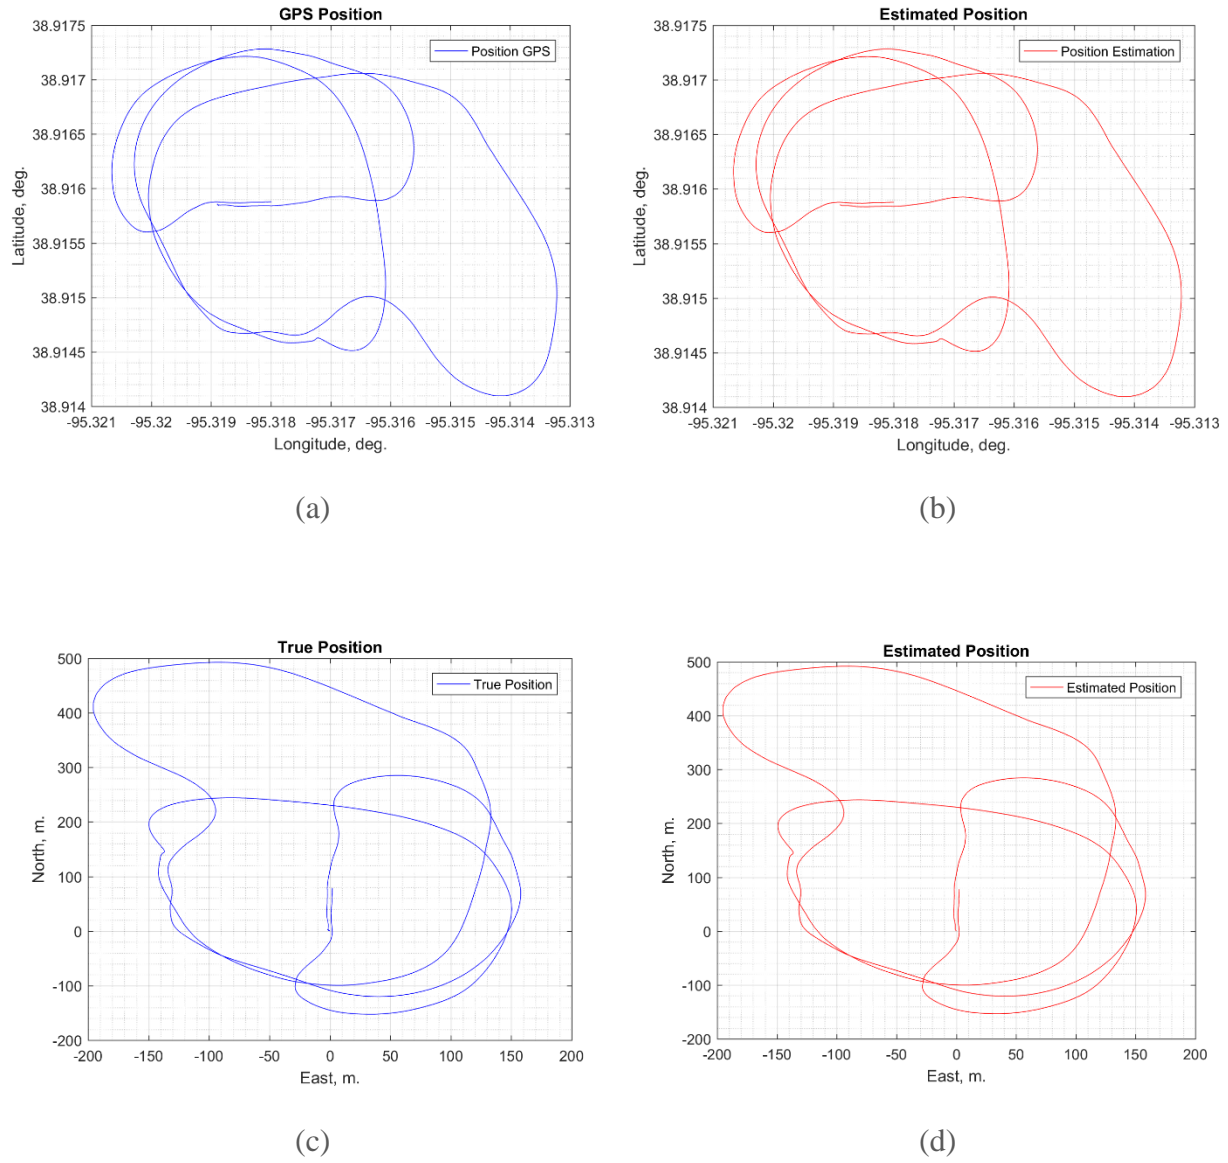 GPS Position
38.9175
38.917
38.9165
38.916
38.9155
38.915
38.9145
38.914
Latitude, deg.
Position GPS
-95.321 -95.32 -95.319 -95.318 -95.317 -95.316 -95.315 -95.314 -95.313
Longitude, deg.
(a)
Estimated Position
38.9175
38.917
38.9165
38.916
38.9155
38.915
38.9145
38.914
Latitude, deg.
Position Estimation
-95.321 -95.32 -95.319 -95.318 -95.317 -95.316 -95.315 -95.314 -95.313
Longitude, deg.
(b)
True Position
500
400
300
200
100
0
-100
-200
North, m.
True Position
-200 -150 -100 -50 0 50 100 150 200
East, m.
(c)
Estimated Position
500
400
300
200
100
0
-100
-200
North, m.
Estimated Position
-200 -150 -100 -50 0 50 100 150 200
East, m.
(d)